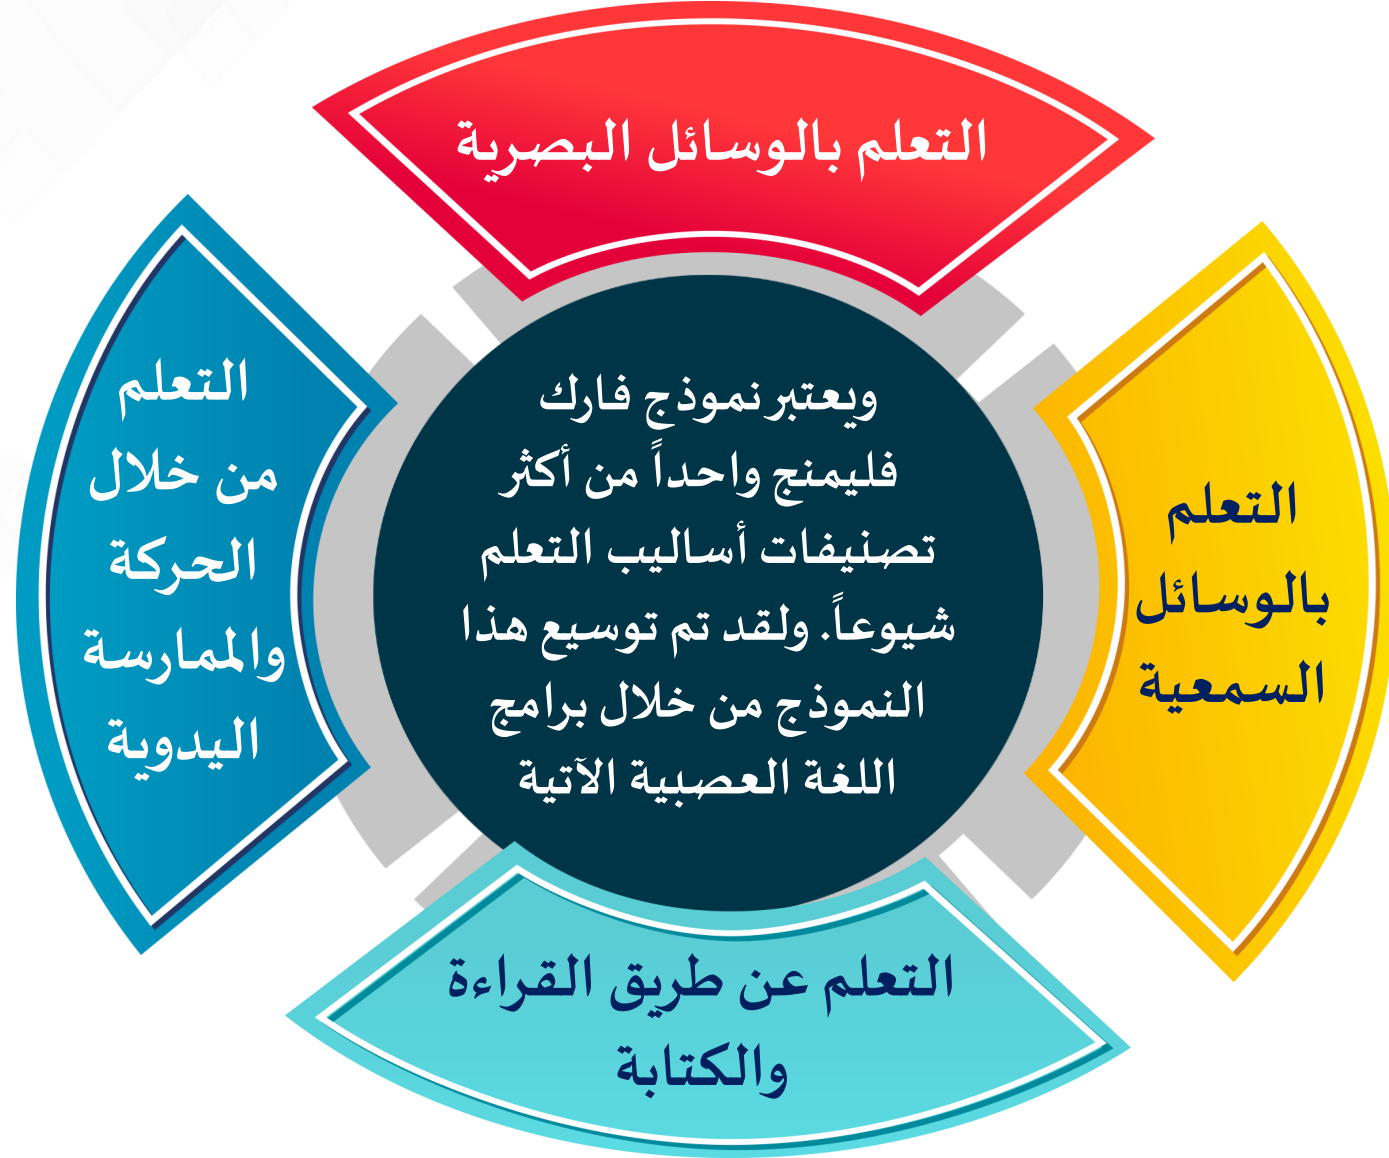 التعلم بالوسائل البصرية
التعلم
بالوسائل
السمعية
ويعتبر نموذج فارك
فليمنج واحداً من أكثر
تصنيفات أساليب التعلم
شيوعاً. ولقد تم توسيع هذا
النموذج من خلال برامج
اللغة العصبية الآتية
التعلم
من خلال
الحركة
والممارسة
اليدوية
التعلم عن طريق القراءة
والكتابة